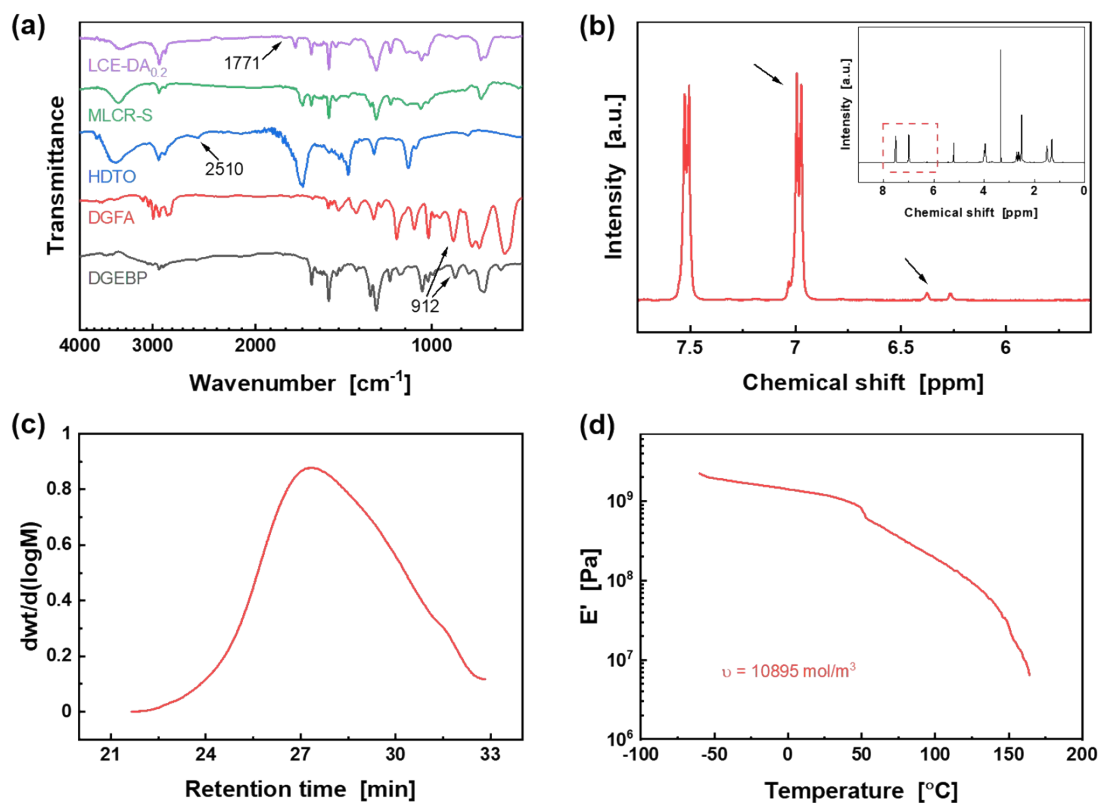 (a)
Transmittance
LCE-DA0.2
1771
MLCR-S
HDTO
2510
DGFA
DGEBP
912
4000 3000 2000 1000
Wavenumber [cm-1]
(b)
Intensity [a.u.]
7.5 7 6.5 6
Chemical shift [ppm]
Intensity [a.u.]
8 6 4 2 0
Chemical shift [ppm]
(c)
dwt/d(logM)
1
0.8
0.6
0.4
0.2
0
21 24 27 30 33
Retention time [min]
(d)
E' [Pa]
10^9
10^8
10^7
10^6
υ = 10895 mol/m^3
-100 -50 0 50 100 150 200
Temperature [°C]